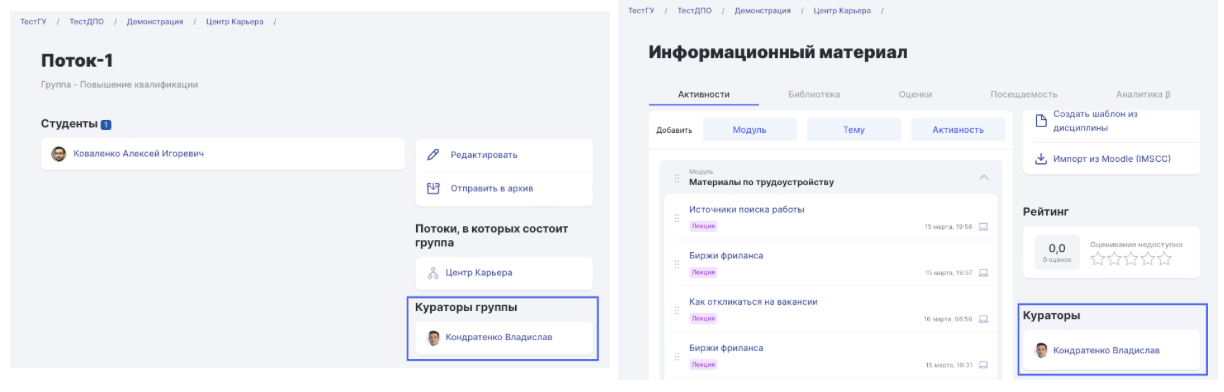 ТестГУ / ТестДПО / Демонстрация / Центр Карьера /
Поток-1
Группа - Повышение квалификации
Студенты 1
Коваленко Алексей Игоревич
Редактировать
Отправить в архив
Потоки, в которых состоит
группа
Центр Карьера
Кураторы группы
Кондратенко Владислав
ТестГУ / ТестДПО / Демонстрация / Центр Карьера /
Информационный материал
Активности Библиотека Оценки Посещаемость Аналитика β
Добавить Модуль Тему Активность
Модуль
Материалы по трудоустройству
Источники поиска работы
Лекция 15 марта, 19:56
Биржи фриланса
Лекция 15 марта, 19:57
Как откликаться на вакансии
Лекция 16 марта, 08:58
Биржи фриланса
Лекция 15 марта, 19:31
Создать шаблон из
дисциплины
Импорт из Moodle (IMSCC)
Рейтинг
0,0
0 оценок
Оценивание недоступно
Кураторы
Кондратенко Владислав